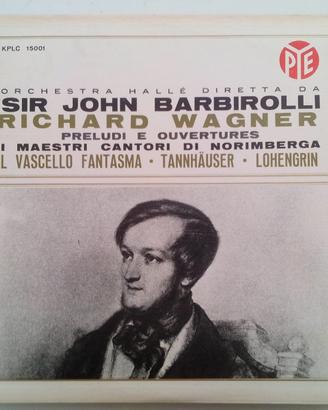 KPLC 15001
PYE
ORCHESTRA HALLÉ DIRETTA DA
SIR JOHN BARBIROLLI
RICHARD WAGNER
PRELUDI E OUVERTURES
I MAESTRI CANTORI DI NORIMBERGA
IL VASCELLO FANTASMA · TANNHÄUSER · LOHENGRIN